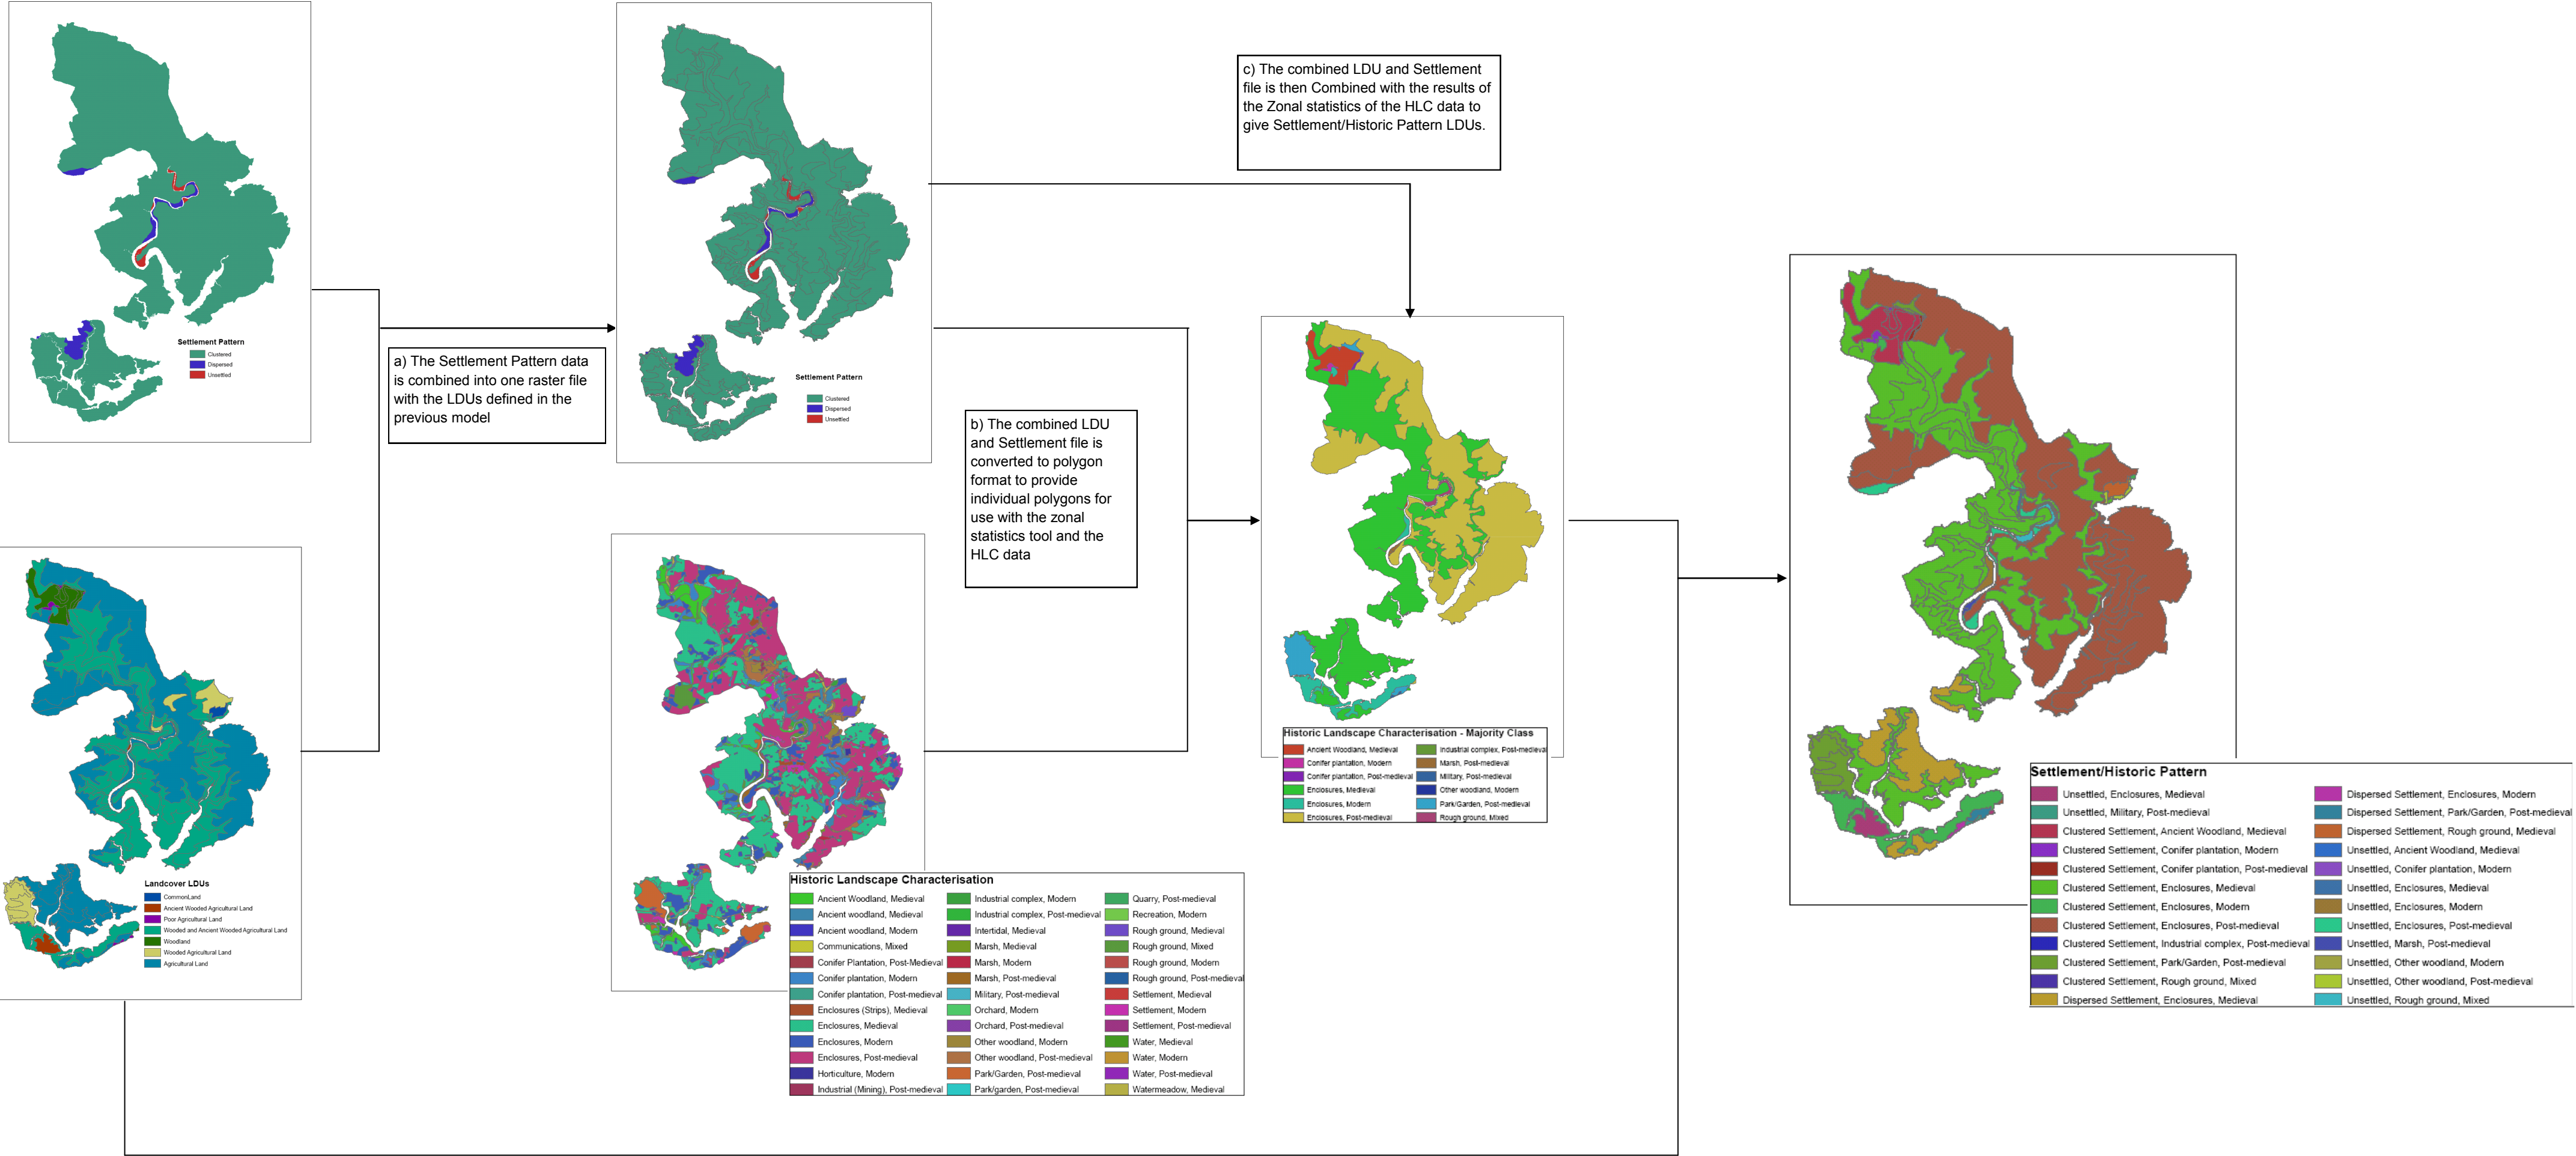 Settlement Pattern
Clustered
Dispersed
Unsettled
a) The Settlement Pattern data
is combined into one raster file
with the LDUs defined in the
previous model
Settlement Pattern
Clustered
Dispersed
Unsettled
c) The combined LDU and Settlement
file is then Combined with the results of
the Zonal statistics of the HLC data to
give Settlement/Historic Pattern LDUs.
b) The combined LDU
and Settlement file is
converted to polygon
format to provide
individual polygons for
use with the zonal
statistics tool and the
HLC data
Landcover LDUs
CommonLand
Ancient Wooded Agricultural Land
Poor Agricultural Land
Wooded and Ancient Wooded Agricultural Land
Woodland
Wooded Agricultural Land
Agricultural Land
Historic Landscape Characterisation
Ancient Woodland, Medieval
Ancient woodland, Medieval
Ancient woodland, Modern
Communications, Mixed
Conifer Plantation, Post-Medieval
Conifer plantation, Modern
Conifer plantation, Post-medieval
Enclosures (Strips), Medieval
Enclosures, Medieval
Enclosures, Modern
Enclosures, Post-medieval
Horticulture, Modern
Industrial (Mining), Post-medieval
Industrial complex, Modern
Industrial complex, Post-medieval
Intertidal, Medieval
Marsh, Medieval
Marsh, Modern
Marsh, Post-medieval
Military, Post-medieval
Orchard, Modern
Orchard, Post-medieval
Other woodland, Modern
Other woodland, Post-medieval
Park/Garden, Post-medieval
Park/garden, Post-medieval
Quarry, Post-medieval
Recreation, Modern
Rough ground, Medieval
Rough ground, Mixed
Rough ground, Modern
Rough ground, Post-medieval
Settlement, Medieval
Settlement, Modern
Settlement, Post-medieval
Water, Medieval
Water, Modern
Water, Post-medieval
Watermeadow, Medieval
Historic Landscape Characterisation - Majority Class
Ancient Woodland, Medieval
Conifer plantation, Modern
Conifer plantation, Post-medieval
Enclosures, Medieval
Enclosures, Modern
Enclosures, Post-medieval
Industrial complex, Post-medieval
Marsh, Post-medieval
Military, Post-medieval
Other woodland, Modern
Park/Garden, Post-medieval
Rough ground, Mixed
Settlement/Historic Pattern
Unsettled, Enclosures, Medieval
Unsettled, Military, Post-medieval
Clustered Settlement, Ancient Woodland, Medieval
Clustered Settlement, Conifer plantation, Modern
Clustered Settlement, Conifer plantation, Post-medieval
Clustered Settlement, Enclosures, Medieval
Clustered Settlement, Enclosures, Modern
Clustered Settlement, Enclosures, Post-medieval
Clustered Settlement, Industrial complex, Post-medieval
Clustered Settlement, Park/Garden, Post-medieval
Clustered Settlement, Rough ground, Mixed
Dispersed Settlement, Enclosures, Medieval
Dispersed Settlement, Enclosures, Modern
Dispersed Settlement, Park/Garden, Post-medieval
Dispersed Settlement, Rough ground, Medieval
Unsettled, Ancient Woodland, Medieval
Unsettled, Conifer plantation, Modern
Unsettled, Enclosures, Medieval
Unsettled, Enclosures, Modern
Unsettled, Enclosures, Post-medieval
Unsettled, Marsh, Post-medieval
Unsettled, Other woodland, Modern
Unsettled, Other woodland, Post-medieval
Unsettled, Rough ground, Mixed